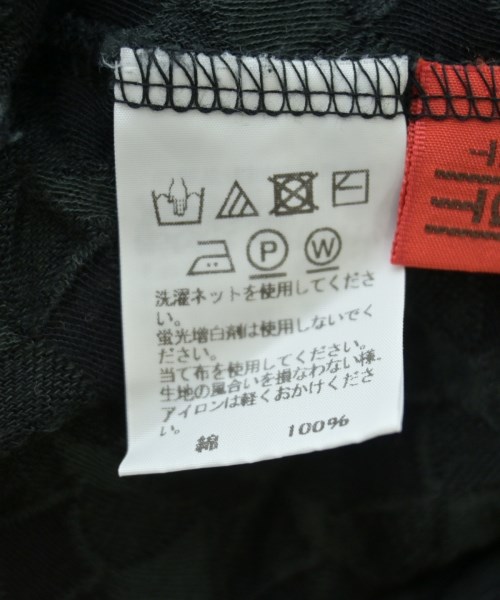 P W
洗濯ネットを使用してくださ
い。
蛍光増白剤は使用しないでく
ださい。
当て布を使用してください。
生地の風合いを損なわない様、
アイロンは軽くおかけくださ
い。
綿 100%